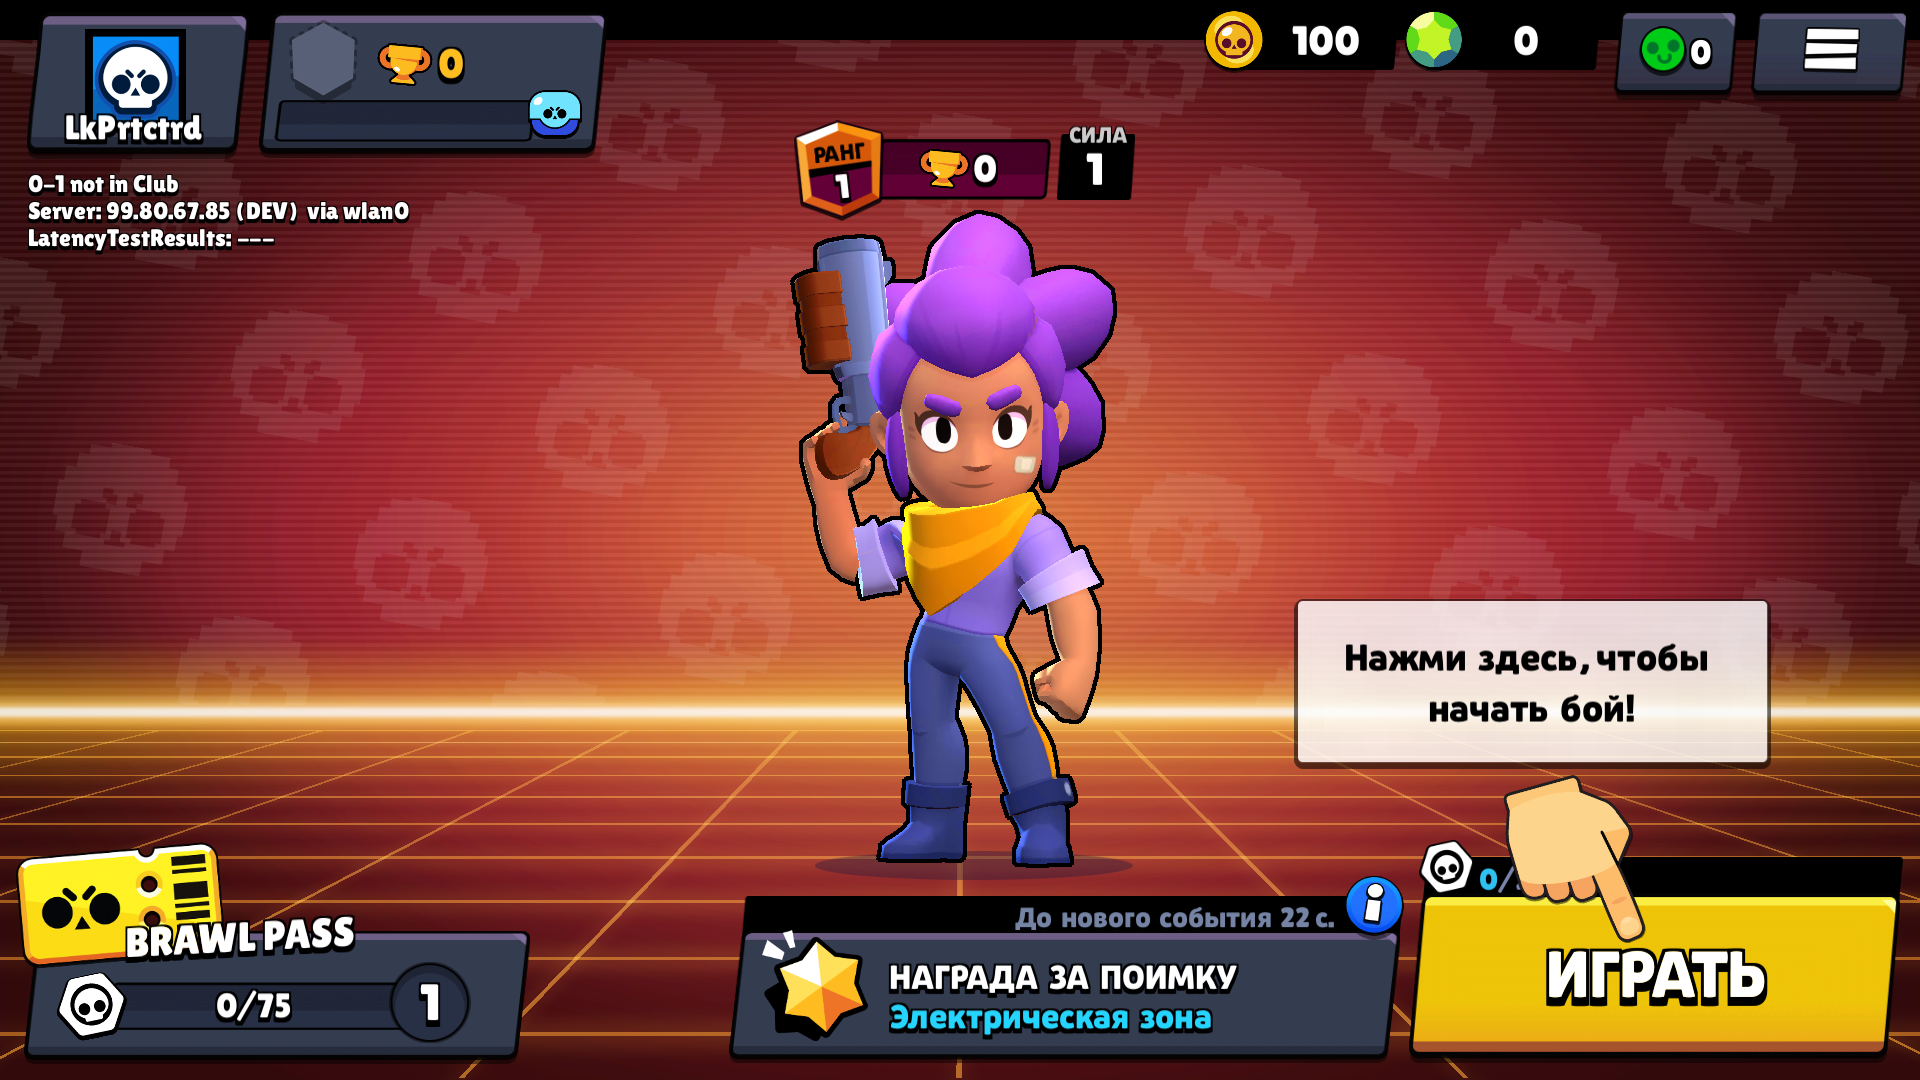 LkPrtctrd
0
100
0
0
0-1 not in Club
Server: 99.80.67.85 (DEV) via wlan0
LatencyTestResults: ---
РАНГ
1
0
СИЛА
1
Нажми здесь, чтобы
начать бой!
BRAWL PASS
0/75
1
До нового события 22 с.
НАГРАДА ЗА ПОИМКУ
Электрическая зона
0/
ИГРАТЬ